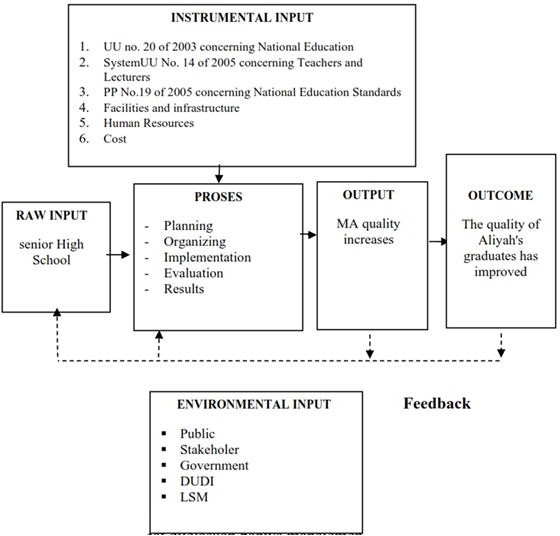 INSTRUMENTAL INPUT
1. UU no. 20 of 2003 concerning National Education
2. SystemUU No. 14 of 2005 concerning Teachers and
Lecturers
3. PP No.19 of 2005 concerning National Education Standards
4. Facilities and infrastructure
5. Human Resources
6. Cost
RAW INPUT
senior High
School
PROSES
- Planning
- Organizing
- Implementation
- Evaluation
- Results
OUTPUT
MA quality
increases
OUTCOME
The quality of
Aliyah's
graduates has
improved
ENVIRONMENTAL INPUT
▪ Public
▪ Stakeholer
▪ Government
▪ DUDI
▪ LSM
Feedback